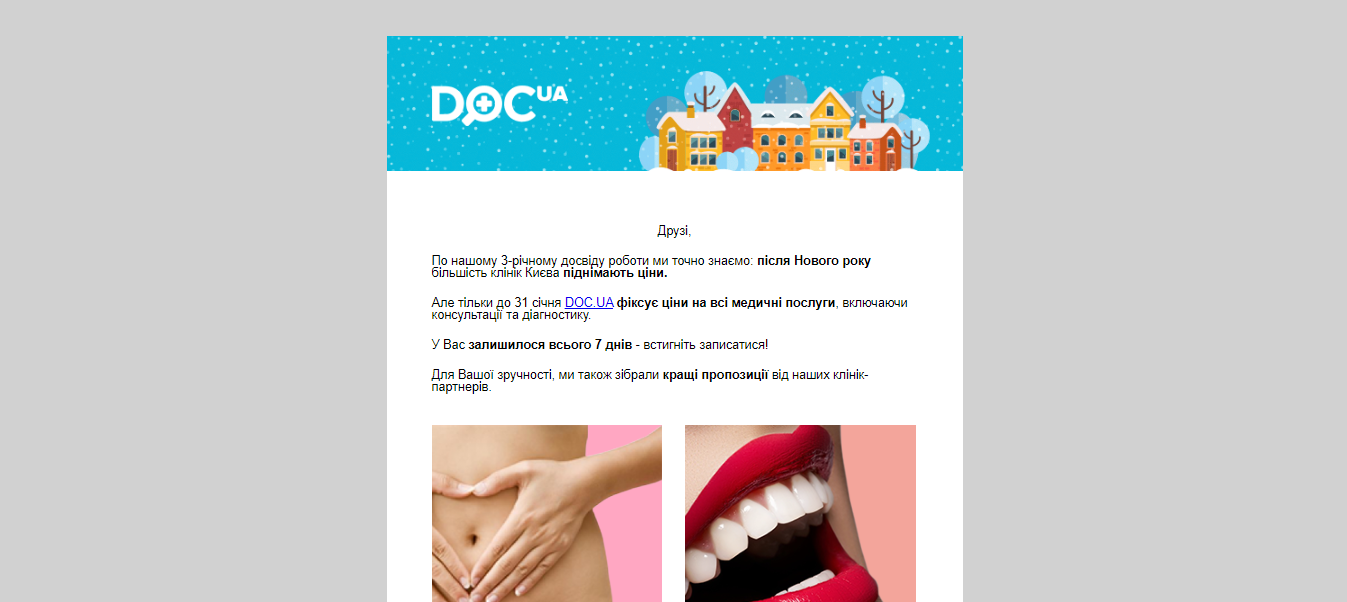 DOC UA
Друзі,
По нашому 3-річному досвіду роботи ми точно знаємо: після Нового року
більшість клінік Києва піднімають ціни.
Але тільки до 31 січня DOC.UA фіксує ціни на всі медичні послуги, включаючи
консультації та діагностику.
У Вас залишилося всього 7 днів - встигніть записатися!
Для Вашої зручності, ми також зібрали кращі пропозиції від наших клінік-
партнерів.